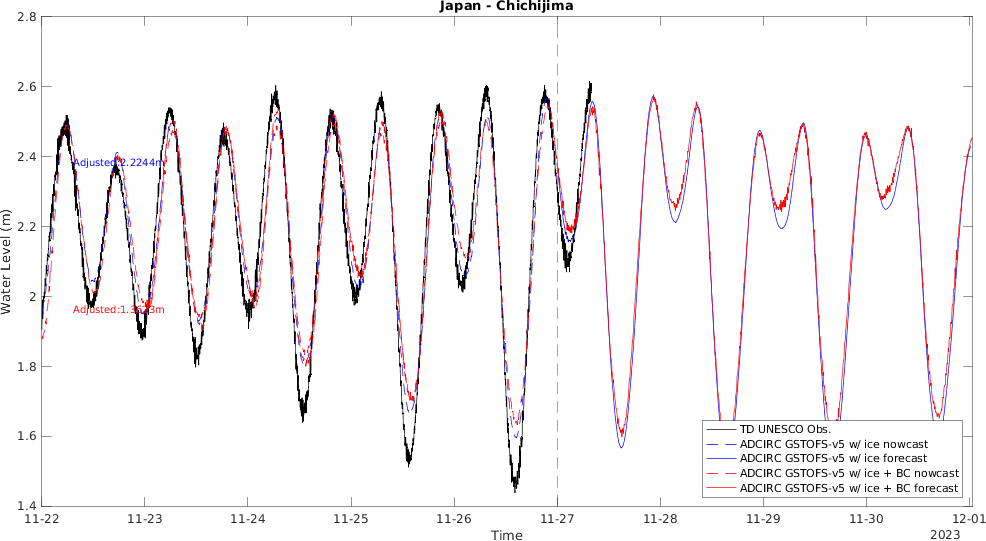 Japan - Chichijima
2.8
2.6
2.4
2.2
2
1.8
1.6
1.4
Water Level (m)
Adjusted:2.2244m
TD UNESCO Obs.
ADCIRC GSTOFS-v5 w/ ice nowcast
ADCIRC GSTOFS-v5 w/ ice forecast
ADCIRC GSTOFS-v5 w/ ice + BC nowcast
ADCIRC GSTOFS-v5 w/ ice + BC forecast
11-22
11-23
11-24
11-25
11-26
11-27
11-28
11-29
11-30
12-01
Time
2023